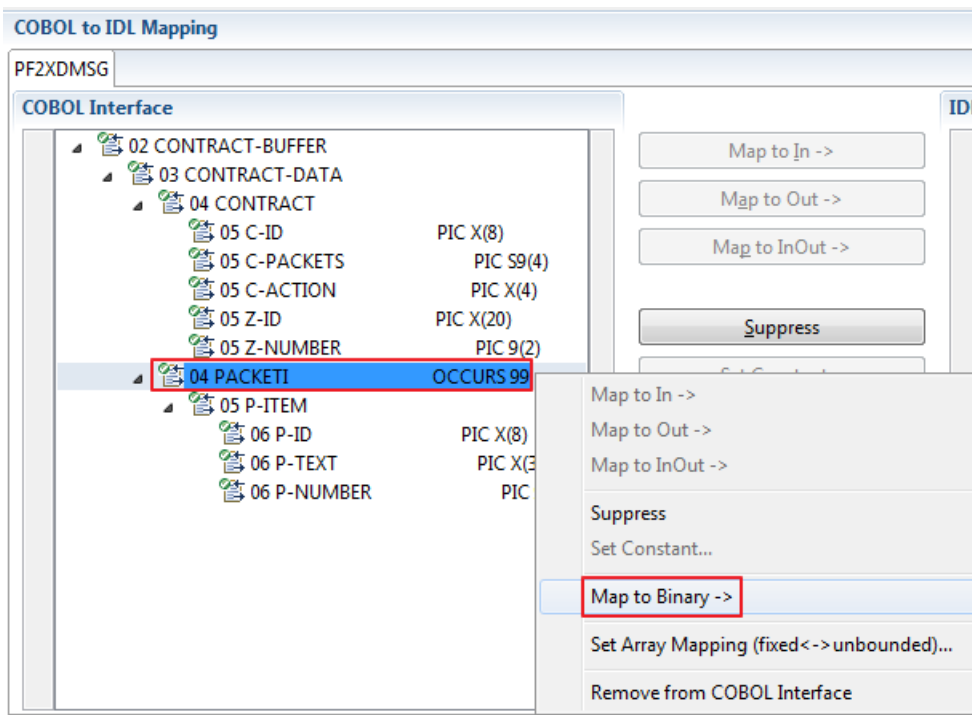 COBOL to IDL Mapping
PF2XDMSG
COBOL Interface
02 CONTRACT-BUFFER
03 CONTRACT-DATA
04 CONTRACT
05 C-ID PIC X(8)
05 C-PACKETS PIC S9(4)
05 C-ACTION PIC X(4)
05 Z-ID PIC X(20)
05 Z-NUMBER PIC 9(2)
04 PACKETI OCCURS 99
05 P-ITEM
06 P-ID PIC X(8)
06 P-TEXT PIC X(3
06 P-NUMBER PIC
Map to In ->
Map to Out ->
Map to InOut ->
Suppress
Map to In ->
Map to Out ->
Map to InOut ->
Suppress
Set Constant...
Map to Binary ->
Set Array Mapping (fixed<->unbounded)...
Remove from COBOL Interface